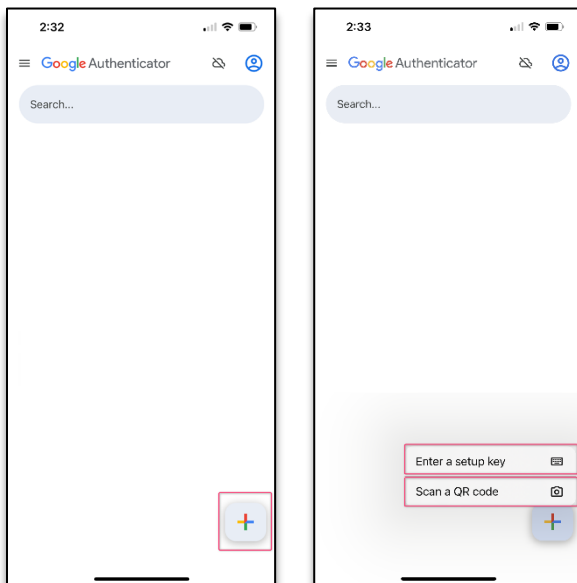 2:32
Google Authenticator
Search...
2:33
Google Authenticator
Search...
Enter a setup key
Scan a QR code